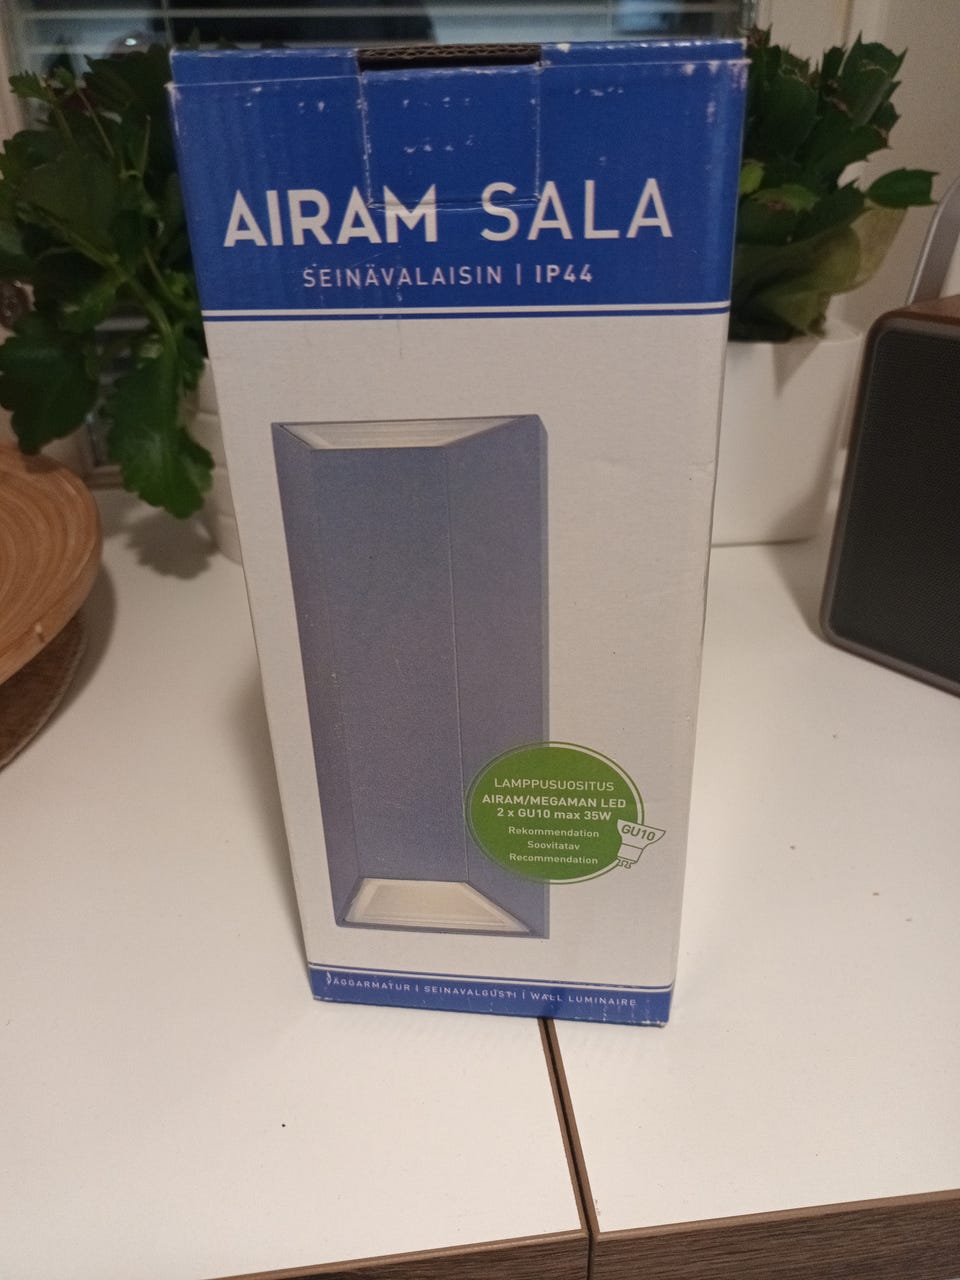 AIRAM SALA
SEINÄVALAISIN | IP44
LAMPPUSUOSITUS
AIRAM/MEGAMAN LED
2 x GU10 max 35W
Rekommendation
Soovitatav
Recommendation
GU10
VÄGGARMATUR | SEINAVALGUSTI | WALL LUMINAIRE